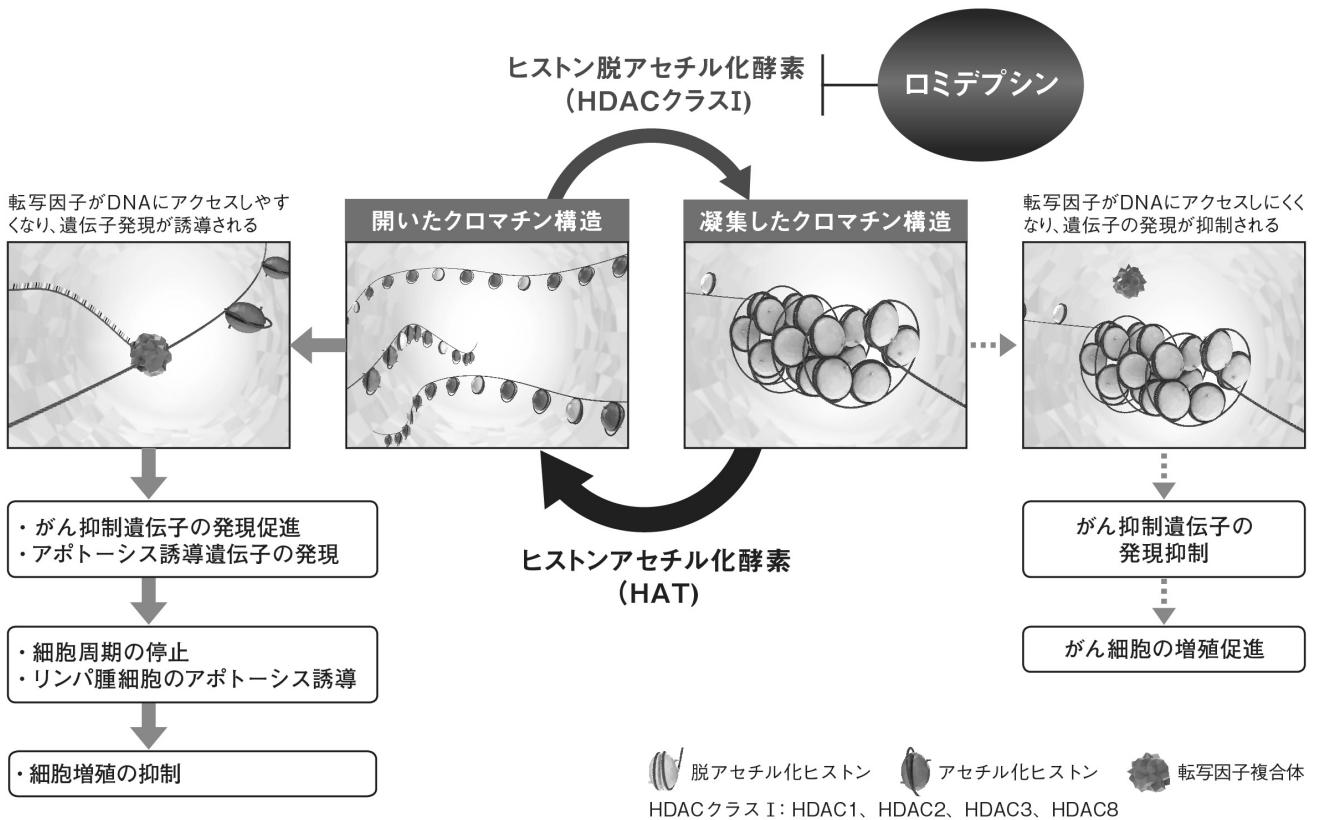 ヒストン脱アセチル化酵素
（HDACクラスI)
ロミデプシン
転写因子がDNAにアクセスしやす
くなり、遺伝子発現が誘導される
開いたクロマチン構造
凝集したクロマチン構造
転写因子がDNAにアクセスしにくく
なり、遺伝子の発現が抑制される
・がん抑制遺伝子の発現促進
・アポトーシス誘導遺伝子の発現
ヒストンアセチル化酵素
（HAT)
がん抑制遺伝子の
発現抑制
・細胞周期の停止
・リンパ腫細胞のアポトーシス誘導
がん細胞の増殖促進
・細胞増殖の抑制
脱アセチル化ヒストン
アセチル化ヒストン
転写因子複合体
HDACクラスⅠ：HDAC1、HDAC2、HDAC3、HDAC8